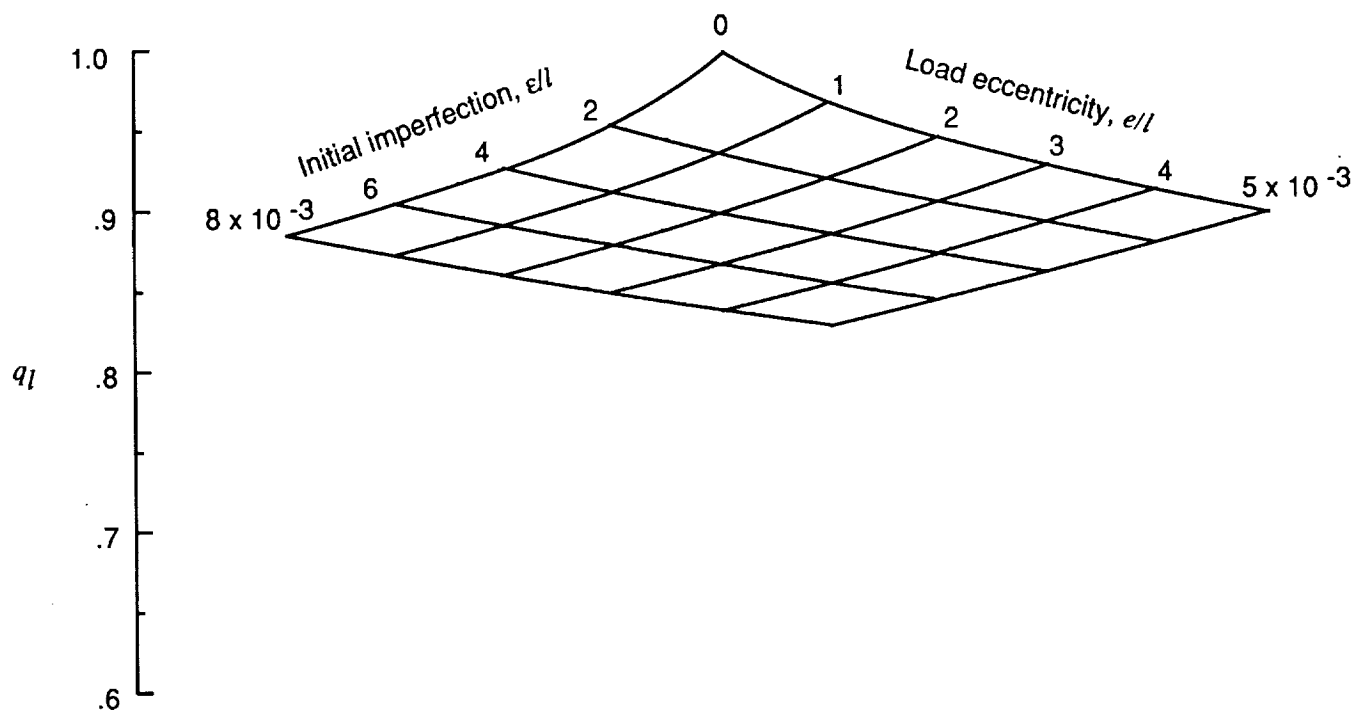 0
1.0
Load eccentricity, e/l
Initial imperfection, ε/l
1
2
2
3
4
4
6
5 x 10 -3
8 x 10 -3
.9
ql
.8
.7
.6